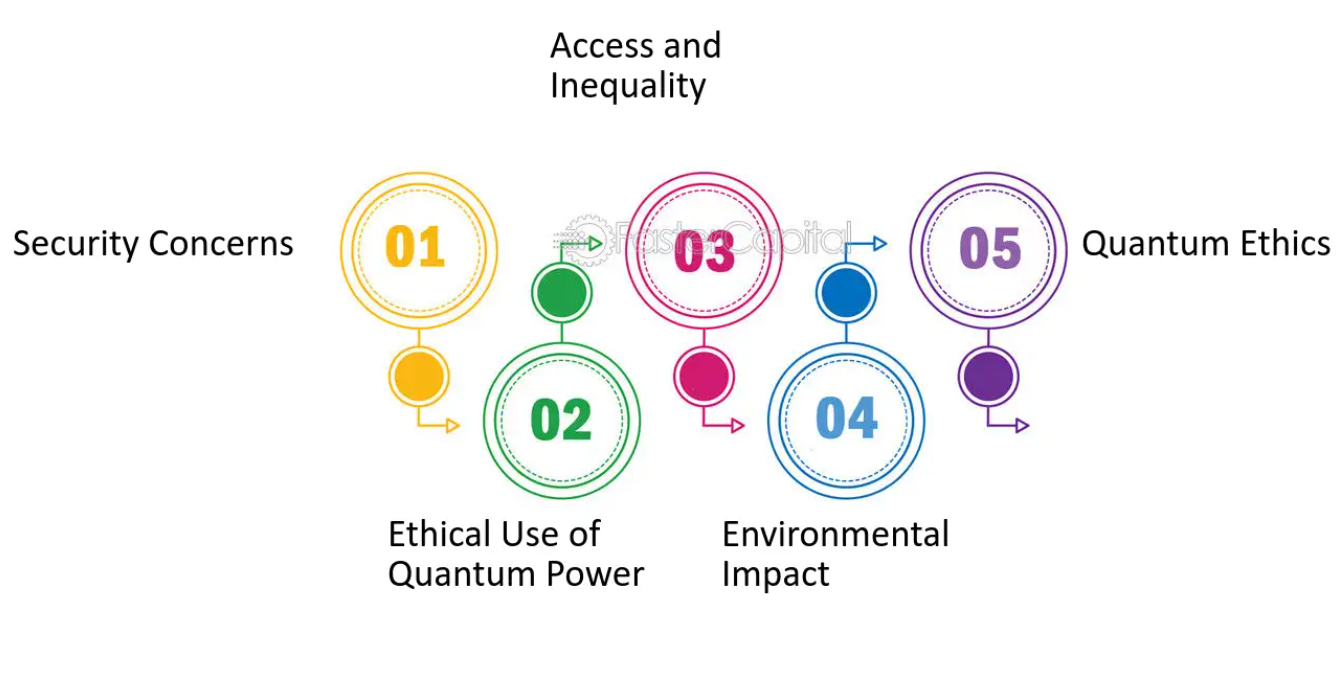 Access and
Inequality
Security Concerns
01
FasterCapital
03
05
Quantum Ethics
02
04
Ethical Use of
Quantum Power
Environmental
Impact